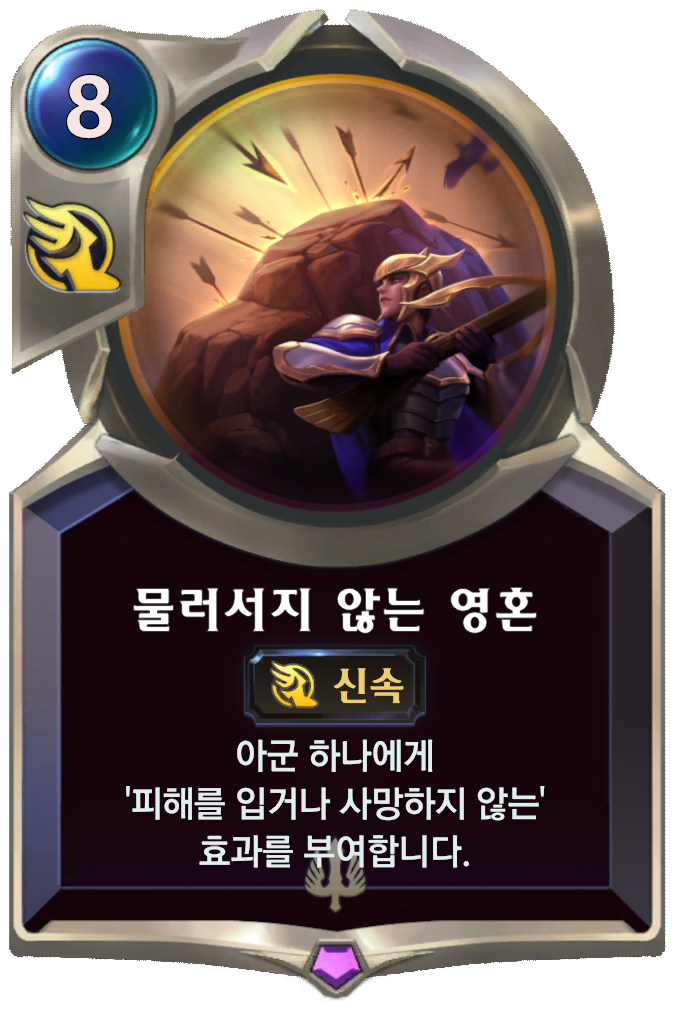 8
물러서지 않는 영혼
신속
아군 하나에게
'피해를 입거나 사망하지 않는'
효과를 부여합니다.